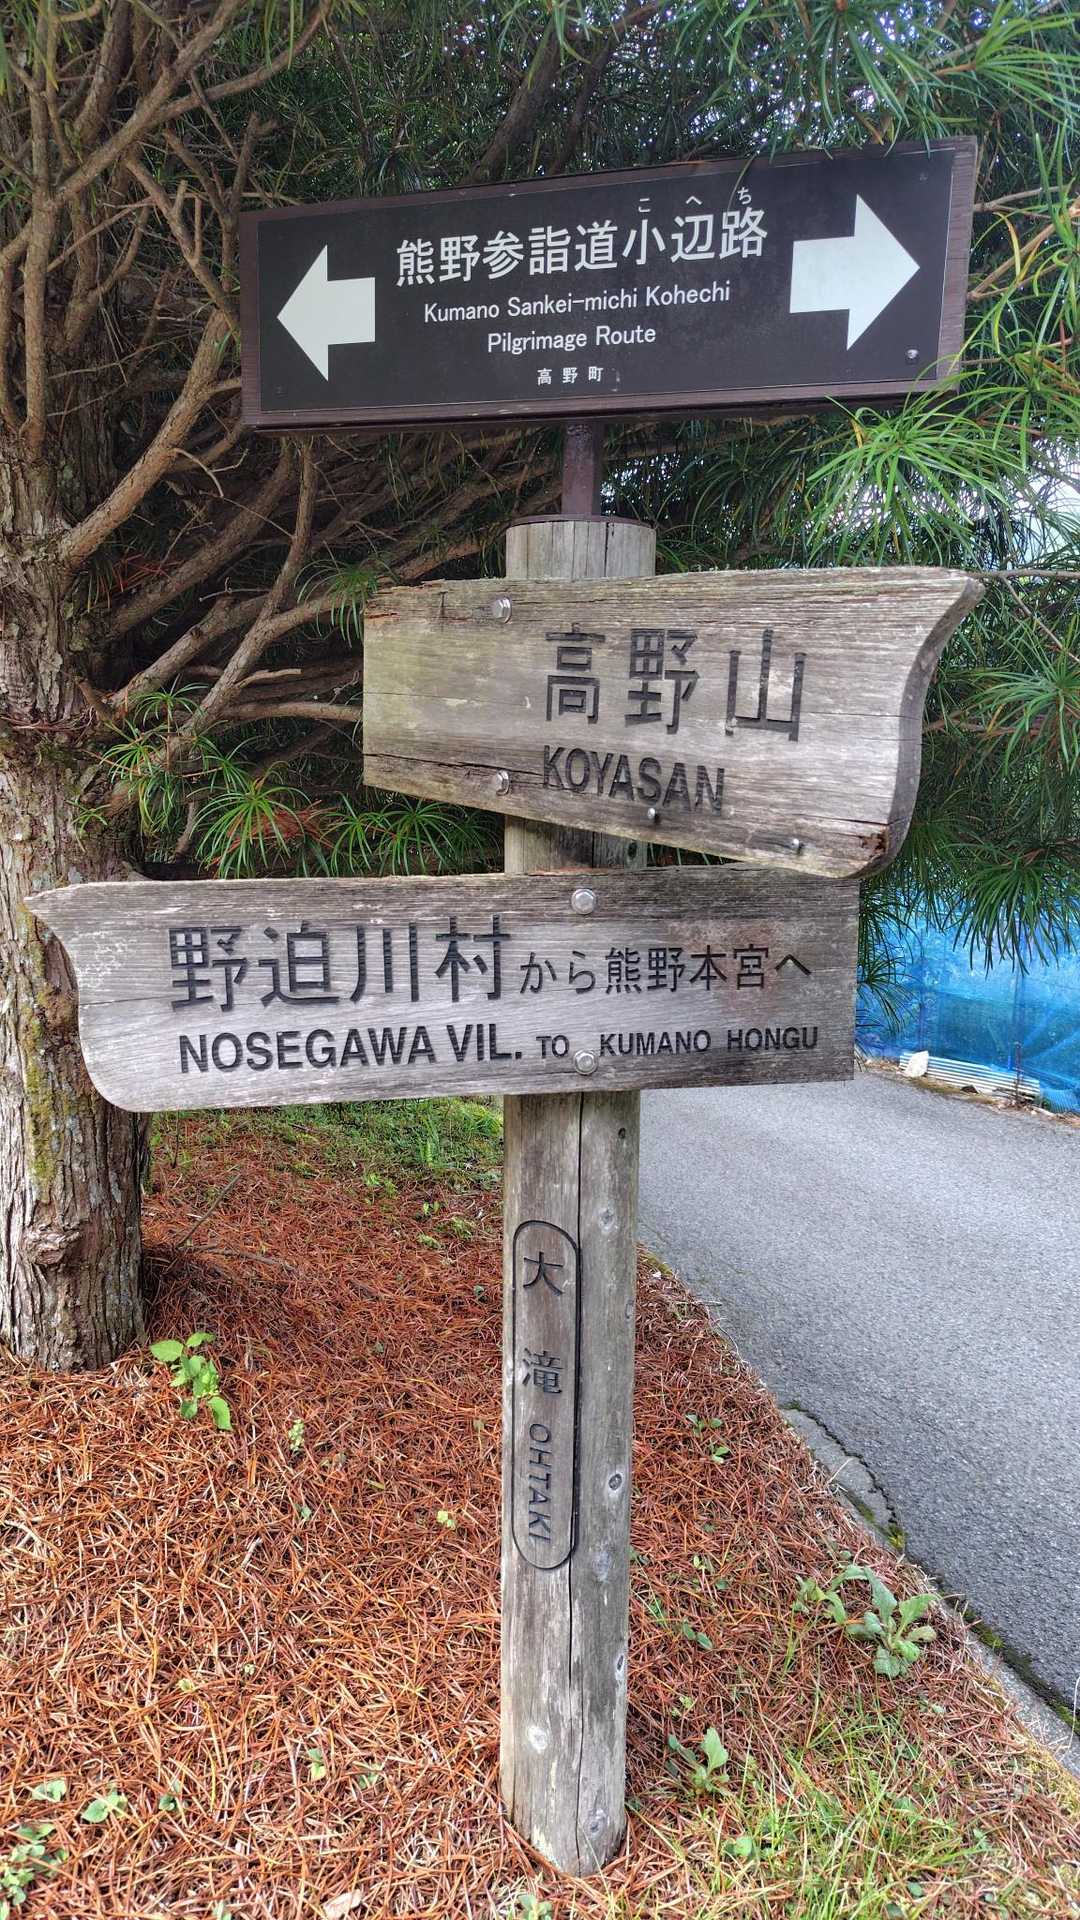 こへち
熊野参詣道小辺路
Kumano Sankei-michi Kohechi
Pilgrimage Route
高野町
高野山
KOYASAN
野迫川村から熊野本宮へ
NOSEGAWA VIL. TO KUMANO HONGU
大滝 OHTAKI